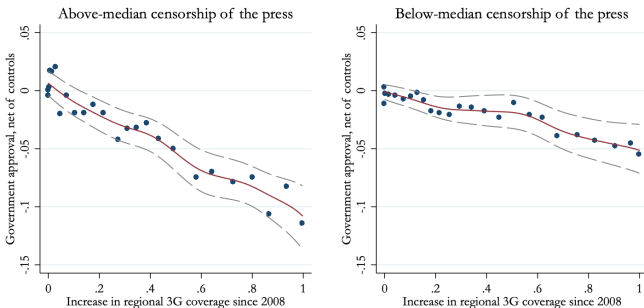 Above-median censorship of the press
Government approval, net of controls
.05
0
-.05
-.1
-.15
0 .2 .4 .6 .8 1
Increase in regional 3G coverage since 2008
Below-median censorship of the press
Government approval, net of controls
.05
0
-.05
-.1
-.15
0 .2 .4 .6 .8 1
Increase in regional 3G coverage since 2008